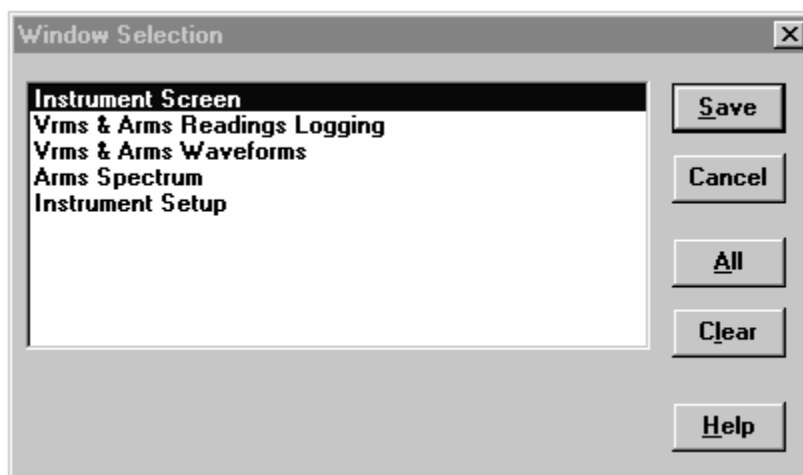 Window Selection
Instrument Screen
Vrms & Arms Readings Logging
Vrms & Arms Waveforms
Arms Spectrum
Instrument Setup
Save
Cancel
All
Clear
Help